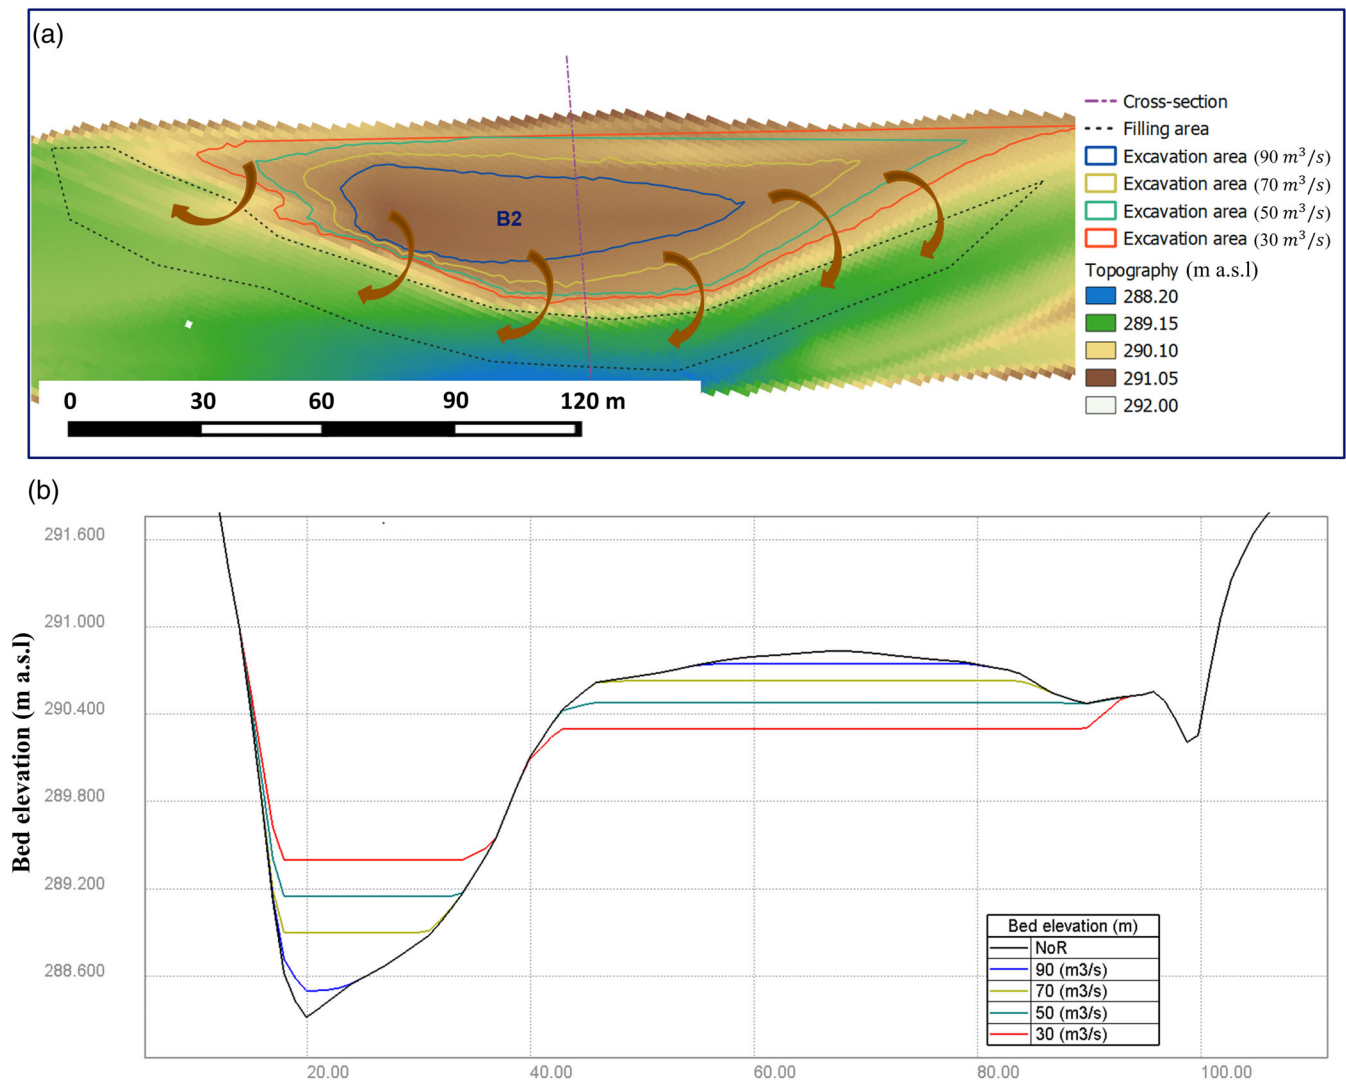 (a)
Cross-section
Filling area
Excavation area (90 m³/s)
Excavation area (70 m³/s)
Excavation area (50 m³/s)
Excavation area (30 m³/s)
Topography (m a.s.l)
288.20
289.15
290.10
291.05
292.00
B2
0 30 60 90 120 m
(b)
Bed elevation (m a.s.l)
291.600
291.000
290.400
289.800
289.200
288.600
Bed elevation (m)
NoR
90 (m3/s)
70 (m3/s)
50 (m3/s)
30 (m3/s)
20.00 40.00 60.00 80.00 100.00